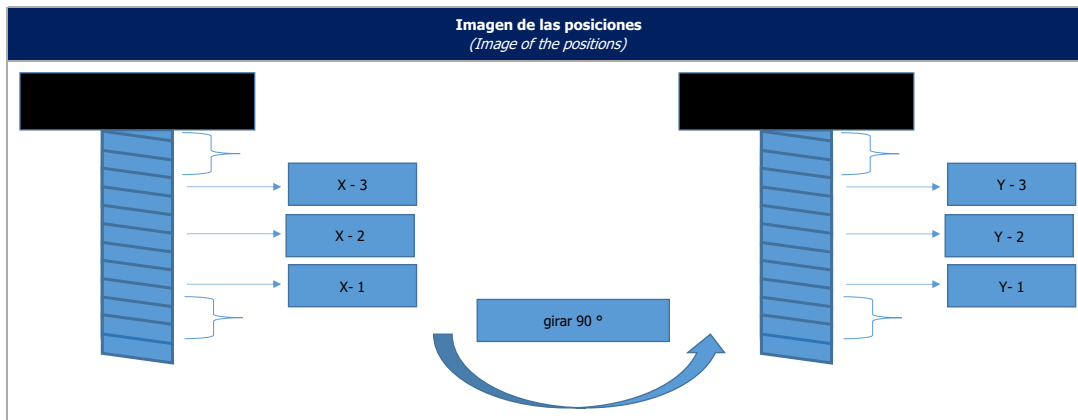 Imagen de las posiciones
(Image of the positions)
X - 3
X - 2
X- 1
girar 90 °
Y - 3
Y - 2
Y- 1